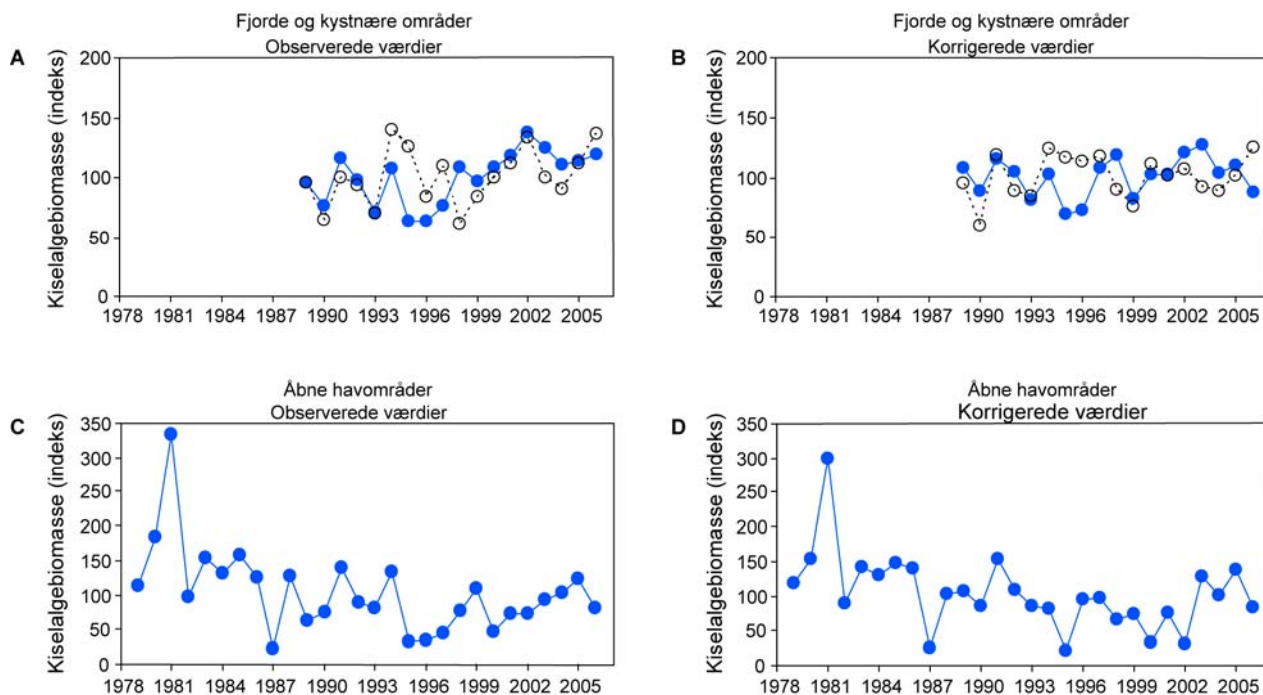 Fjorde og kystnære områder
Observerede værdier
A
Kiselalgebiomasse (indeks)
200
150
100
50
0
1978 1981 1984 1987 1990 1993 1996 1999 2002 2005
Fjorde og kystnære områder
Korrigerede værdier
B
Kiselalgebiomasse (indeks)
200
150
100
50
0
1978 1981 1984 1987 1990 1993 1996 1999 2002 2005
Åbne havområder
Observerede værdier
C
Kiselalgebiomasse (indeks)
350
300
250
200
150
100
50
0
1978 1981 1984 1987 1990 1993 1996 1999 2002 2005
Åbne havområder
Korrigerede værdier
D
Kiselalgebiomasse (indeks)
350
300
250
200
150
100
50
0
1978 1981 1984 1987 1990 1993 1996 1999 2002 2005